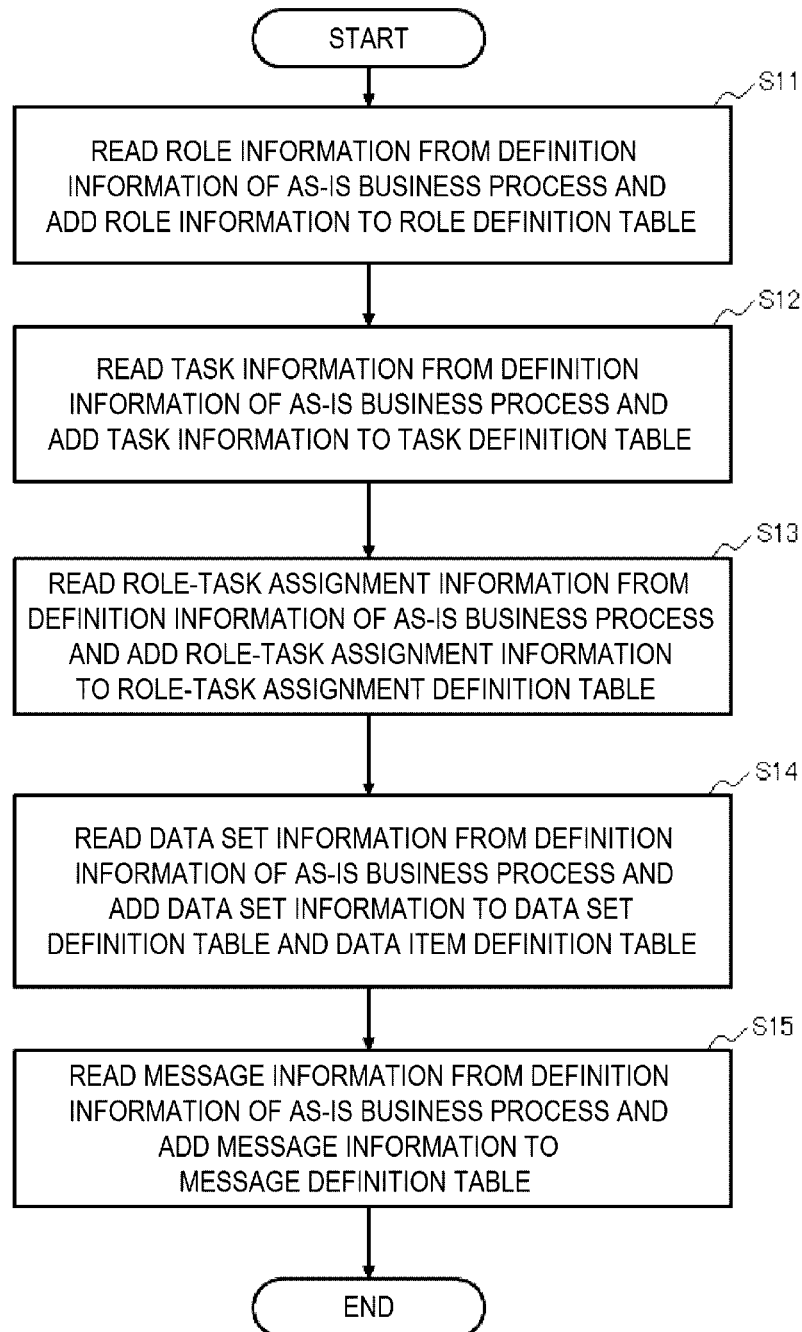 START
S11
READ ROLE INFORMATION FROM DEFINITION
INFORMATION OF AS-IS BUSINESS PROCESS AND
ADD ROLE INFORMATION TO ROLE DEFINITION TABLE
S12
READ TASK INFORMATION FROM DEFINITION
INFORMATION OF AS-IS BUSINESS PROCESS AND
ADD TASK INFORMATION TO TASK DEFINITION TABLE
S13
READ ROLE-TASK ASSIGNMENT INFORMATION FROM
DEFINITION INFORMATION OF AS-IS BUSINESS PROCESS
AND ADD ROLE-TASK ASSIGNMENT INFORMATION
TO ROLE-TASK ASSIGNMENT DEFINITION TABLE
S14
READ DATA SET INFORMATION FROM DEFINITION
INFORMATION OF AS-IS BUSINESS PROCESS AND
ADD DATA SET INFORMATION TO DATA SET
DEFINITION TABLE AND DATA ITEM DEFINITION TABLE
S15
READ MESSAGE INFORMATION FROM DEFINITION
INFORMATION OF AS-IS BUSINESS PROCESS AND
ADD MESSAGE INFORMATION TO
MESSAGE DEFINITION TABLE
END